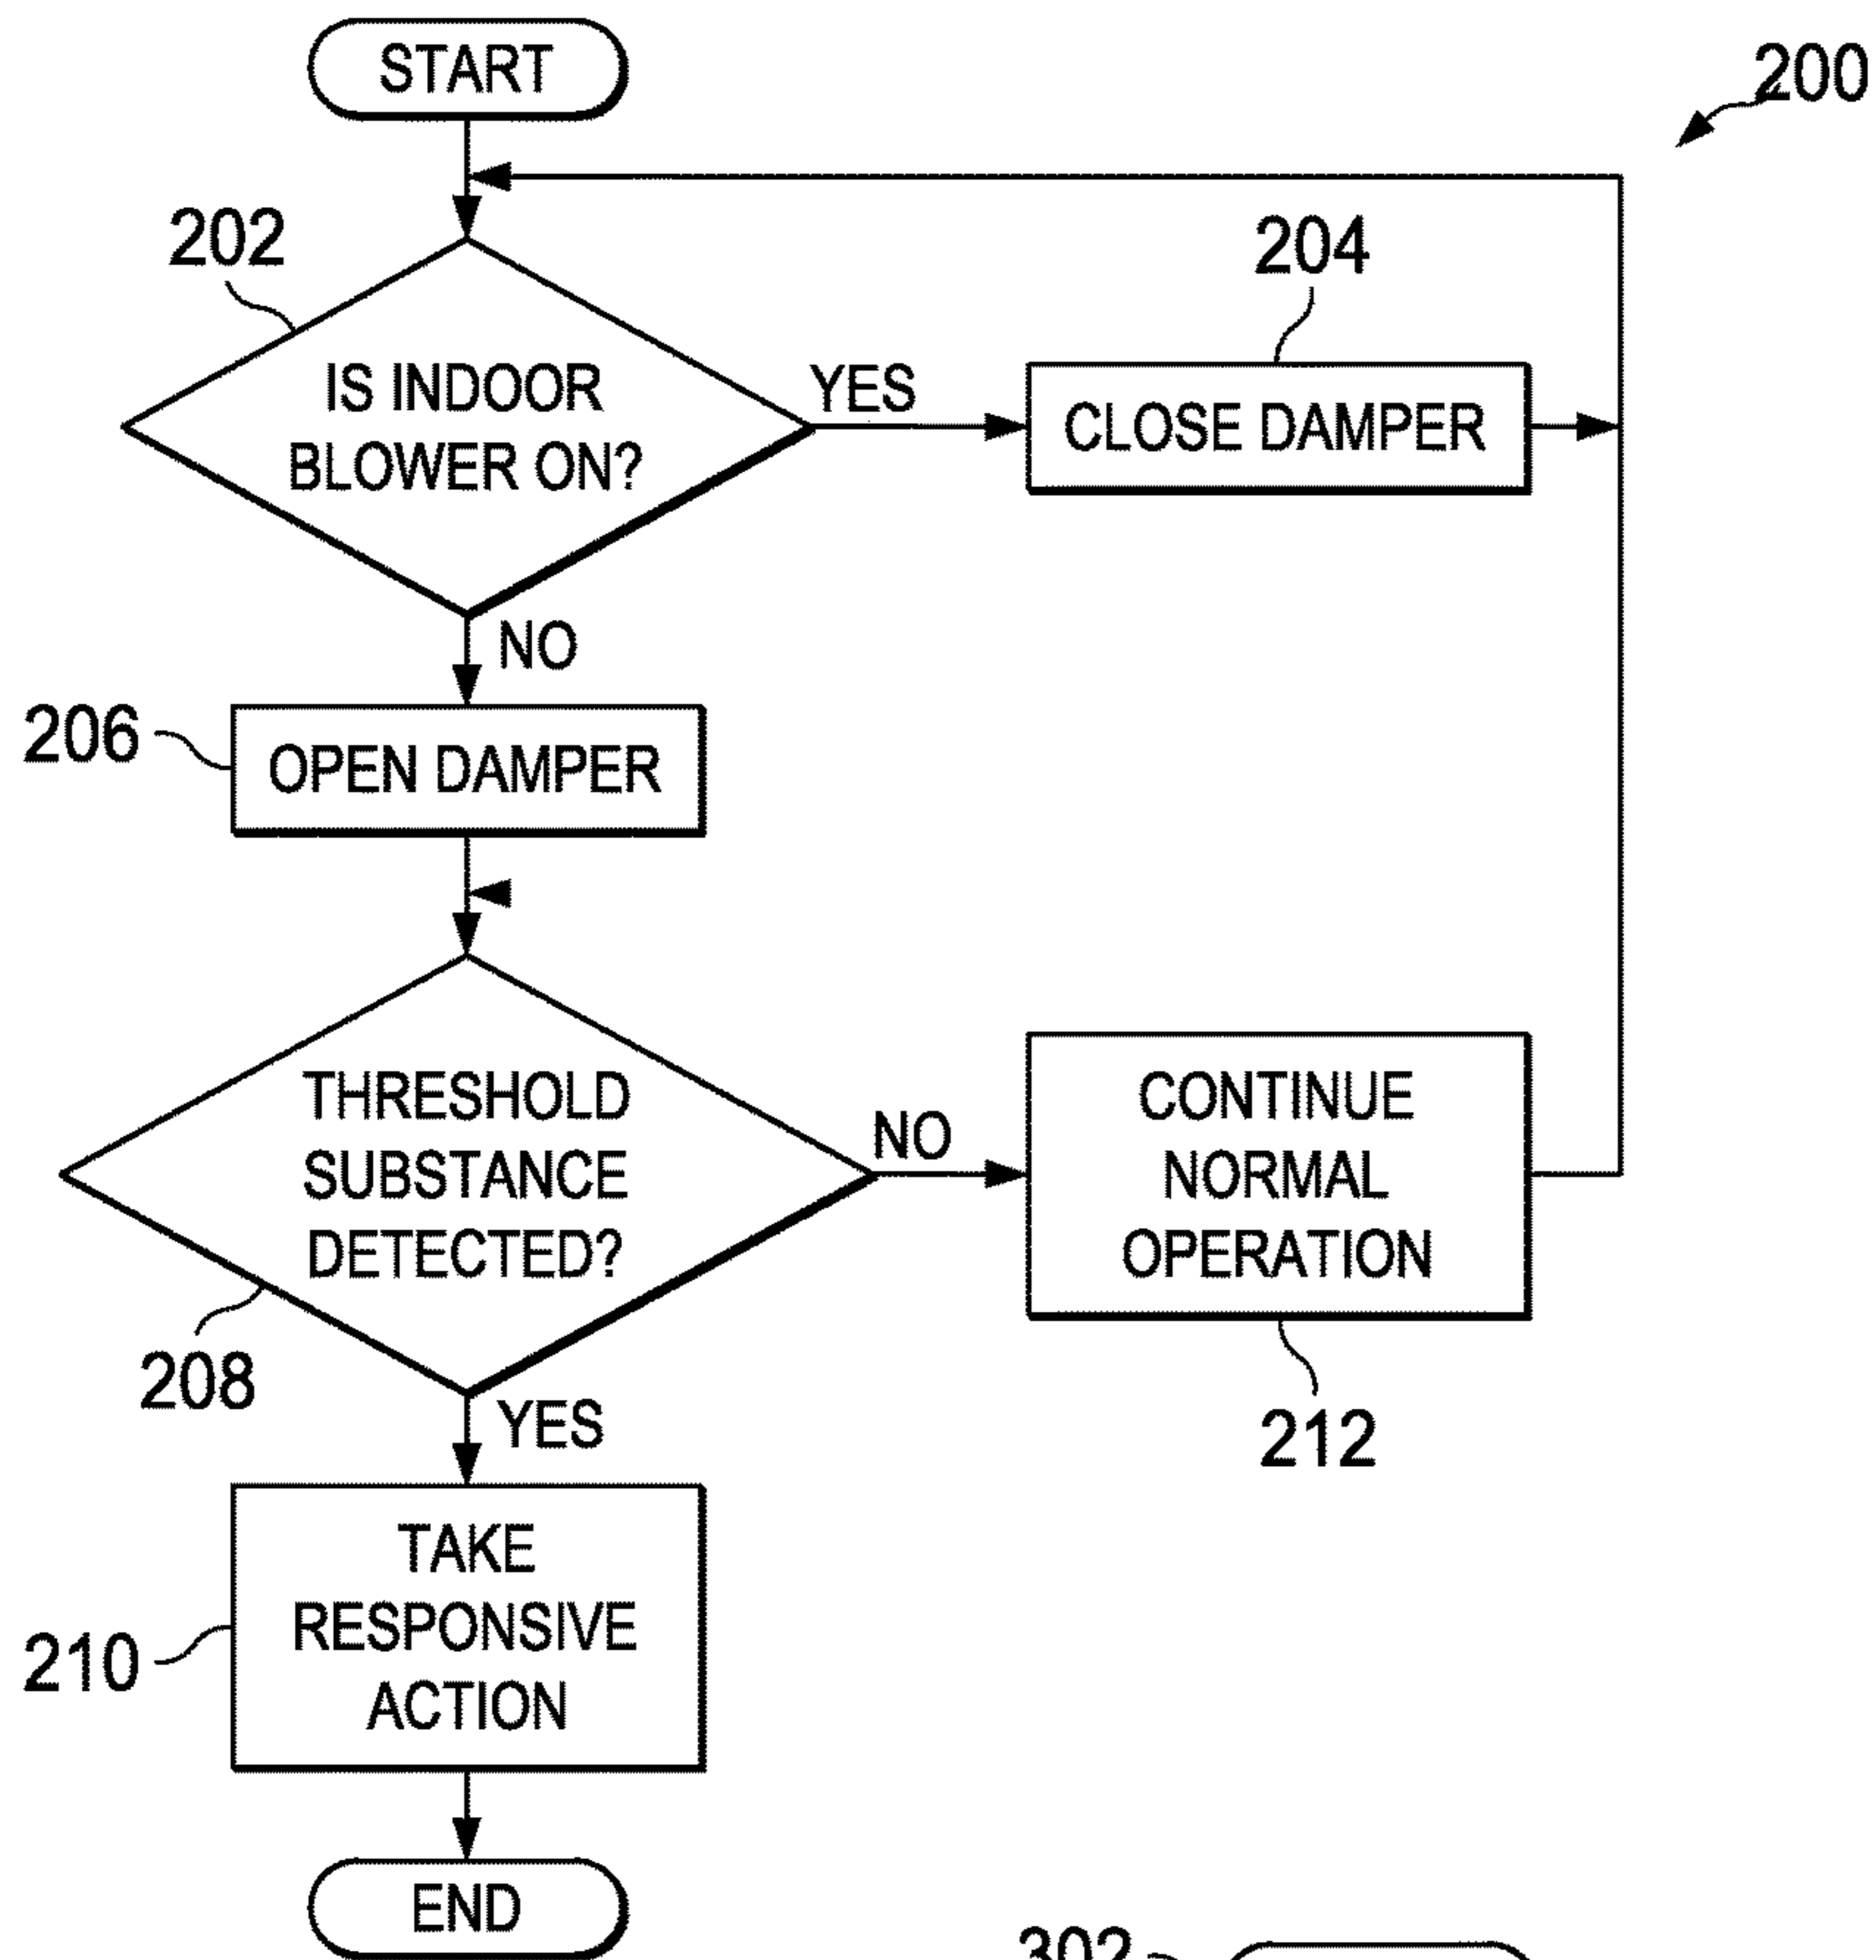 START
200
202
204
IS INDOOR
BLOWER ON?
YES
CLOSE DAMPER
NO
206
OPEN DAMPER
THRESHOLD
SUBSTANCE
DETECTED?
NO
CONTINUE
NORMAL
OPERATION
208
212
YES
TAKE
RESPONSIVE
ACTION
210
END
302